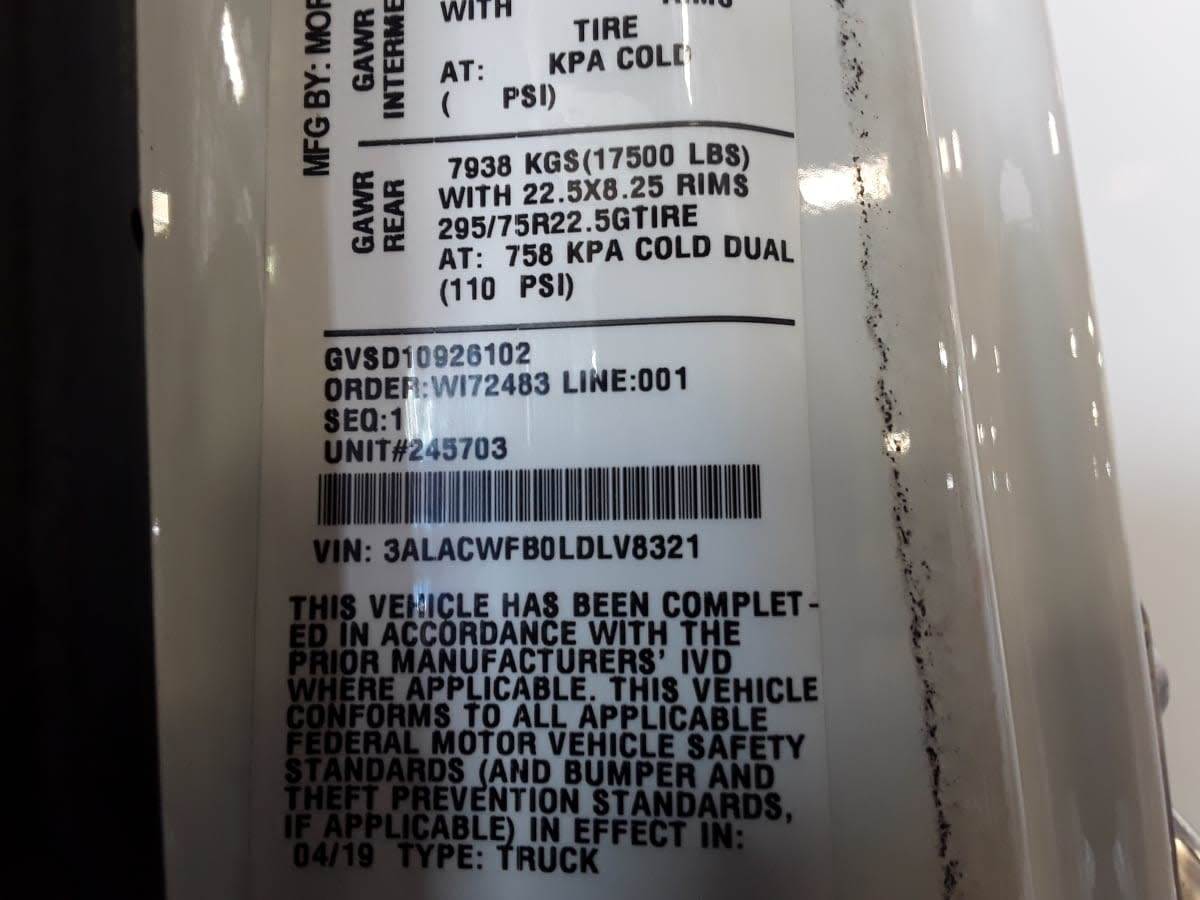 MFG BY: MOR
GAWR
INTERME
WITH
TIRE
AT: KPA COLD
( PSI)
GAWR
REAR
7938 KGS(17500 LBS)
WITH 22.5X8.25 RIMS
295/75R22.5GTIRE
AT: 758 KPA COLD DUAL
(110 PSI)
GVSD10926102
ORDER:WI72483 LINE:001
SEQ:1
UNIT#245703
VIN: 3ALACWFB0LDLV8321
THIS VEHICLE HAS BEEN COMPLET-
ED IN ACCORDANCE WITH THE
PRIOR MANUFACTURERS' IVD
WHERE APPLICABLE. THIS VEHICLE
CONFORMS TO ALL APPLICABLE
FEDERAL MOTOR VEHICLE SAFETY
STANDARDS (AND BUMPER AND
THEFT PREVENTION STANDARDS,
IF APPLICABLE) IN EFFECT IN:
04/19 TYPE: TRUCK